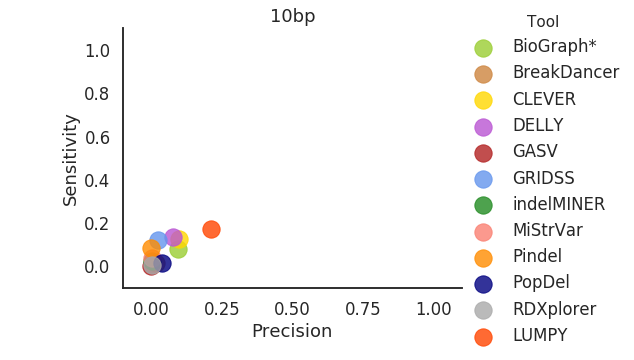 10bp
Sensitivity
1.0
0.8
0.6
0.4
0.2
0.0
0.00 0.25 0.50 0.75 1.00
Precision
Tool
BioGraph*
BreakDancer
CLEVER
DELLY
GASV
GRIDSS
indelMINER
MiStrVar
Pindel
PopDel
RDXplorer
LUMPY